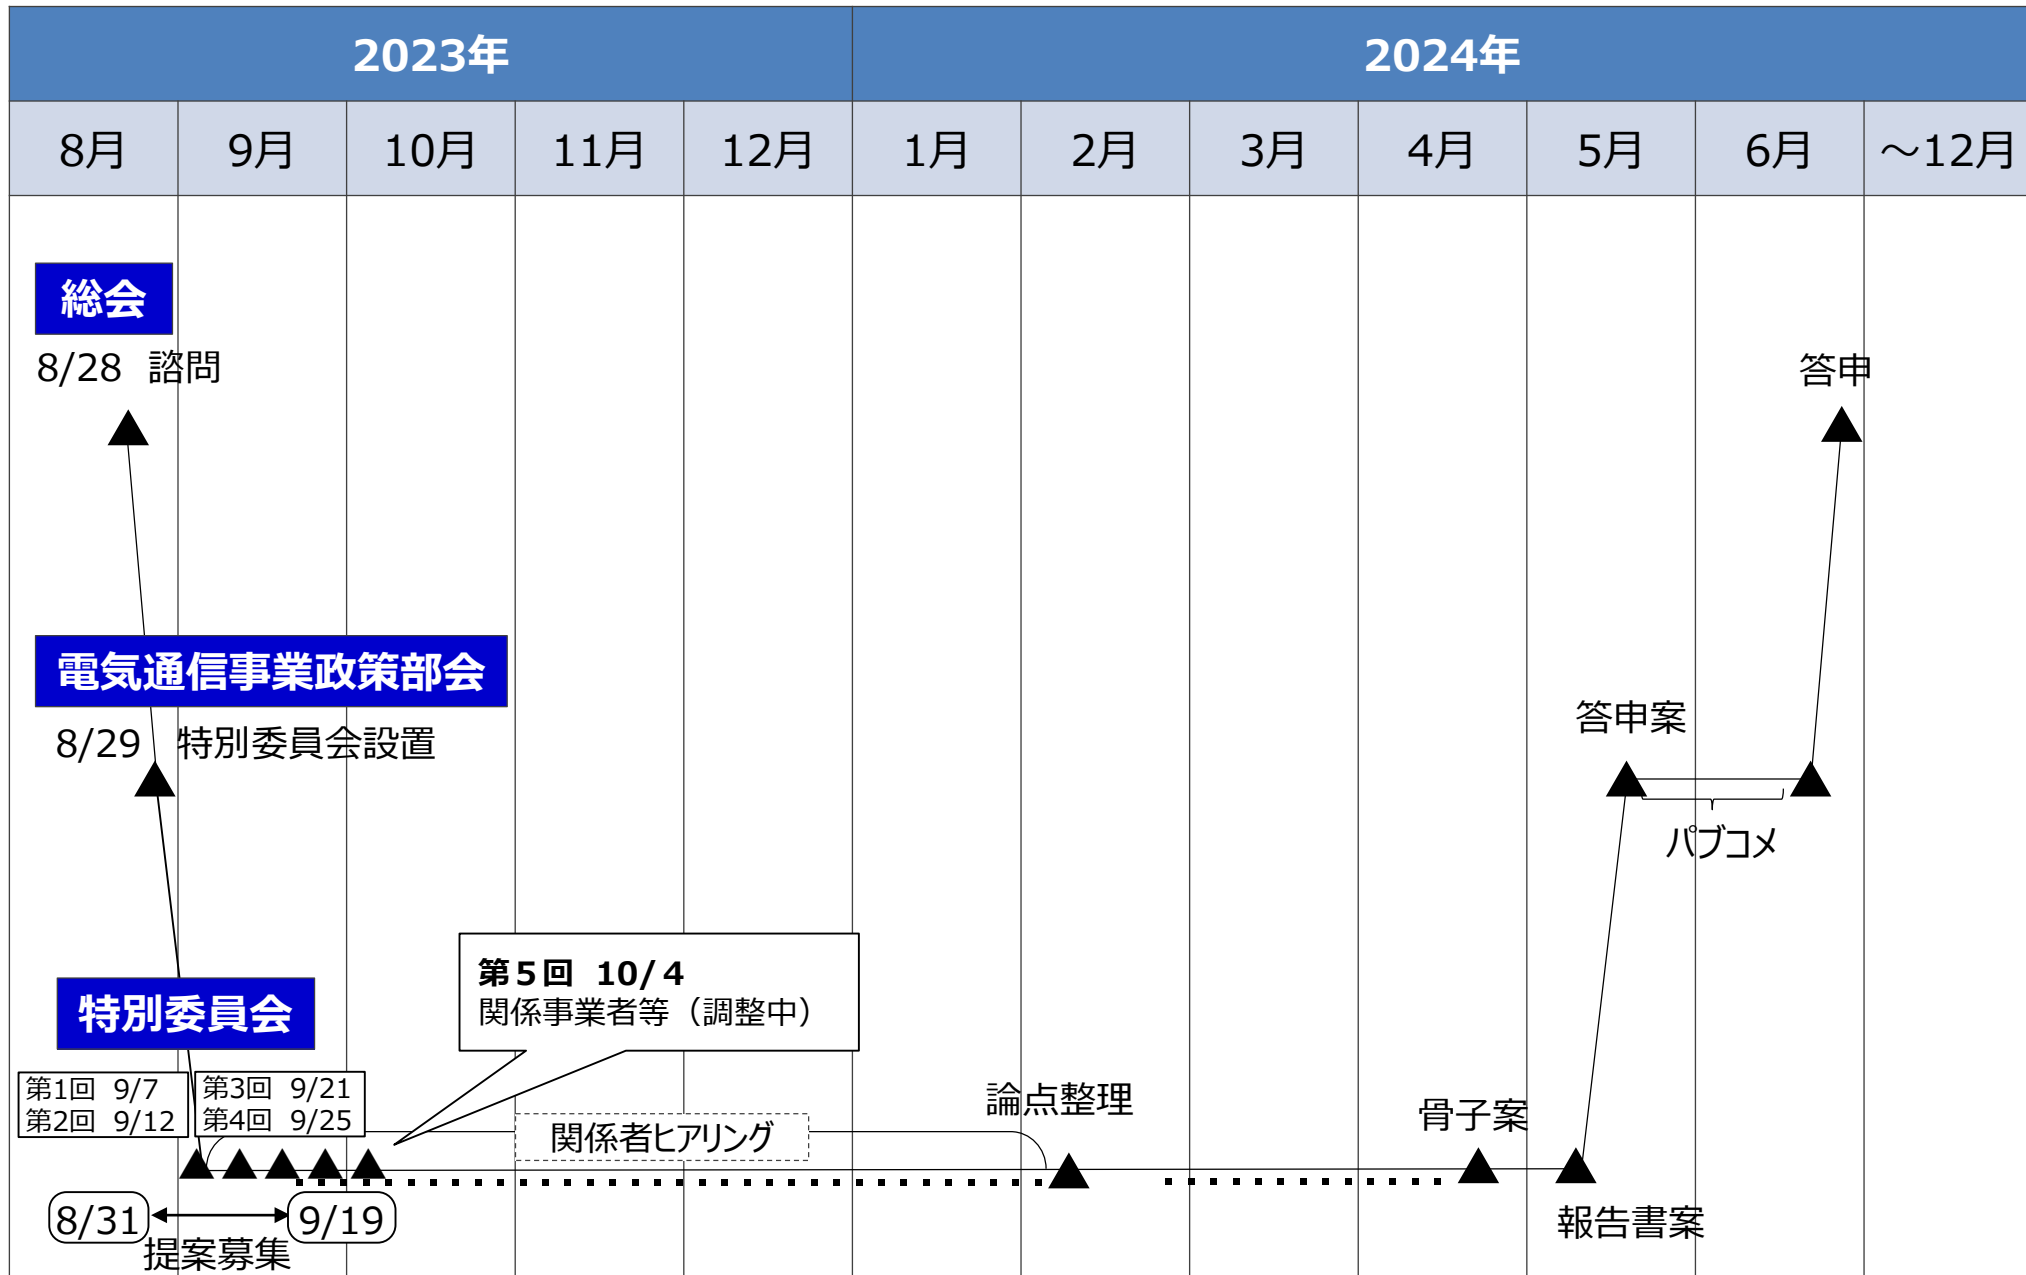 2023年
2024年
8月
9月
10月
11月
12月
1月
2月
3月
4月
5月
6月
～12月
総会
8/28 諮問
答申
電気通信事業政策部会
8/29 特別委員会設置
答申案
パブコメ
第５回 10/４
関係事業者等（調整中）
特別委員会
第1回 9/7
第2回 9/12
第3回 9/21
第4回 9/25
関係者ヒアリング
論点整理
骨子案
報告書案
8/31
9/19
提案募集